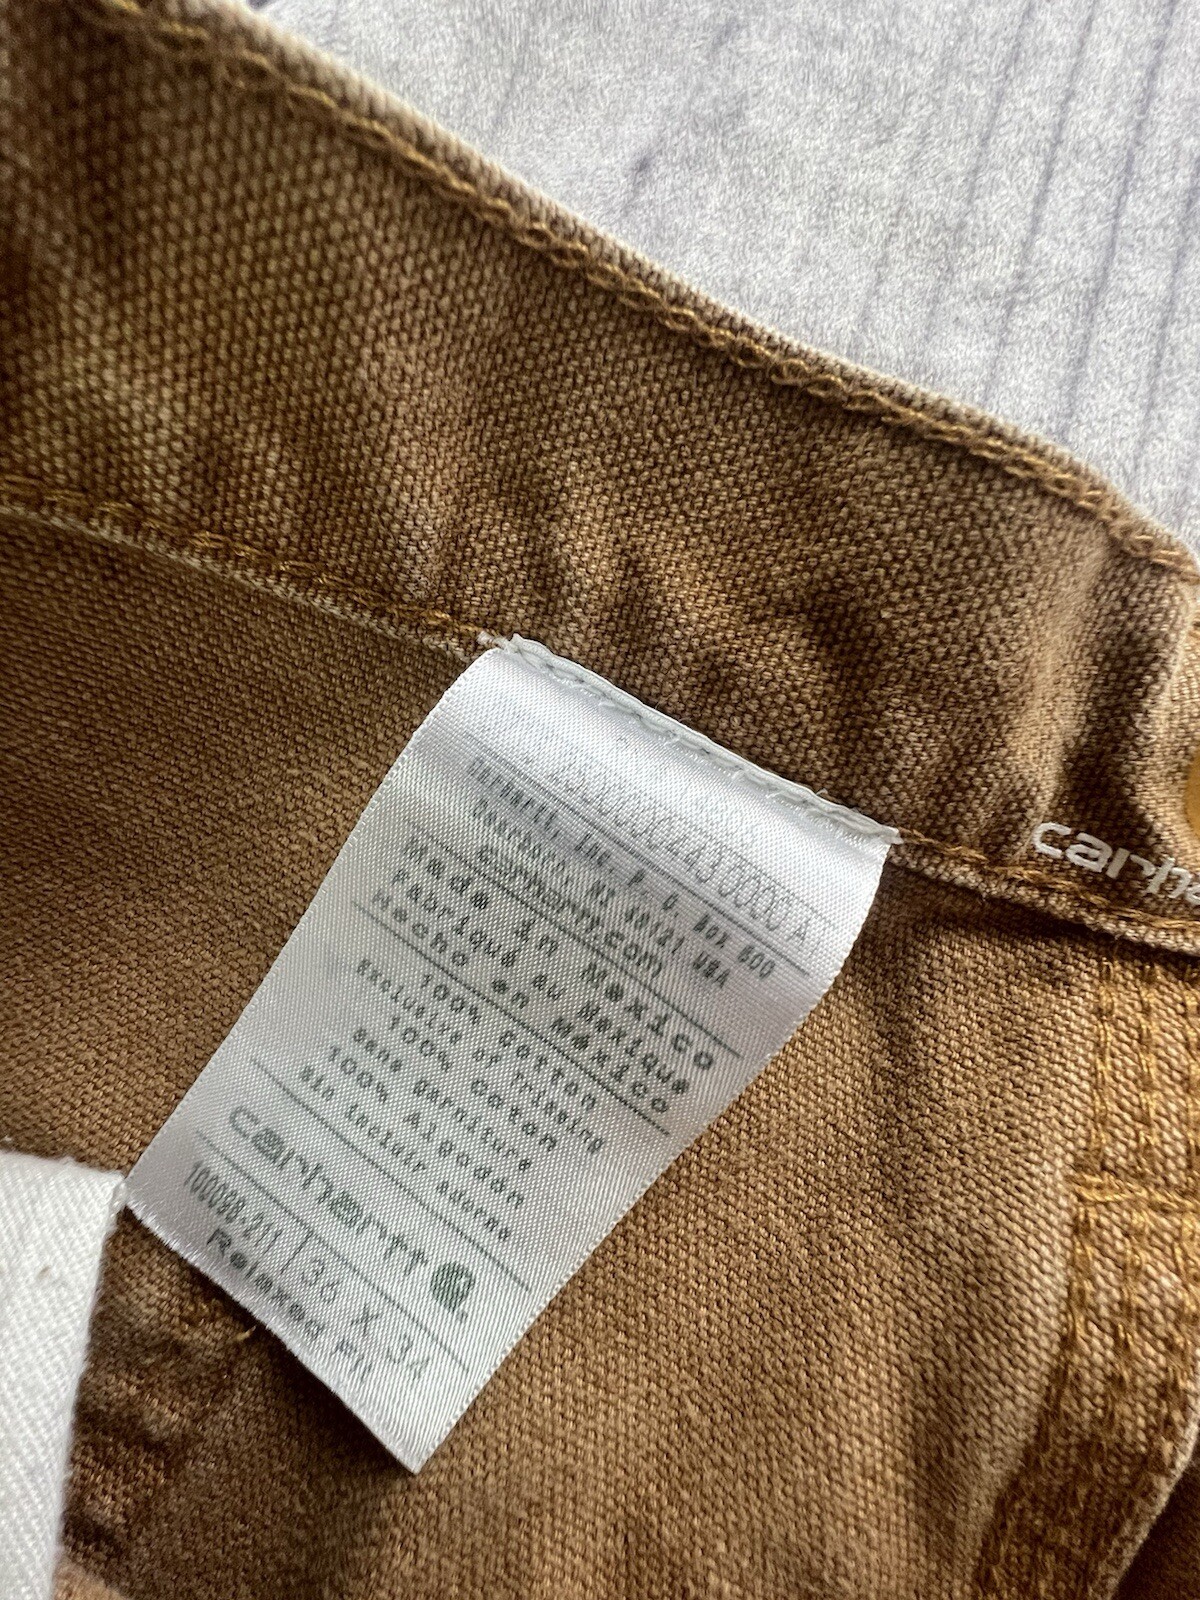 Carhartt, Inc. P.O. Box 600
Dearborn, MI 48121 USA
carhartt.com
Made in Mexico
Fabriqué au Mexique
Hecho en México
100% Cotton
Exclusive of Trimming
100% Coton
Sans garniture
100% Algodón
Sin incluir adorno
carhartt
100096-211 36 X 34
Relaxed Fit
carha